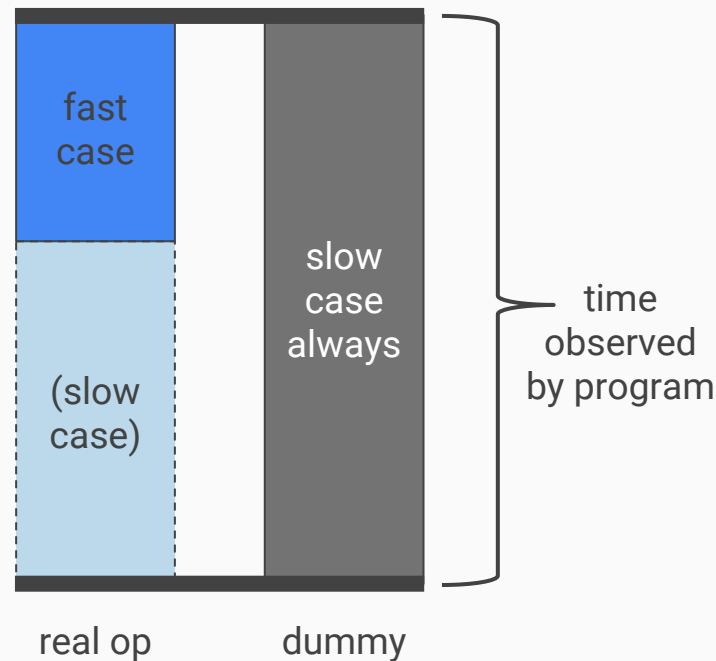 fast
case
(slow
case)
slow
case
always
time
observed
by program
real op
dummy